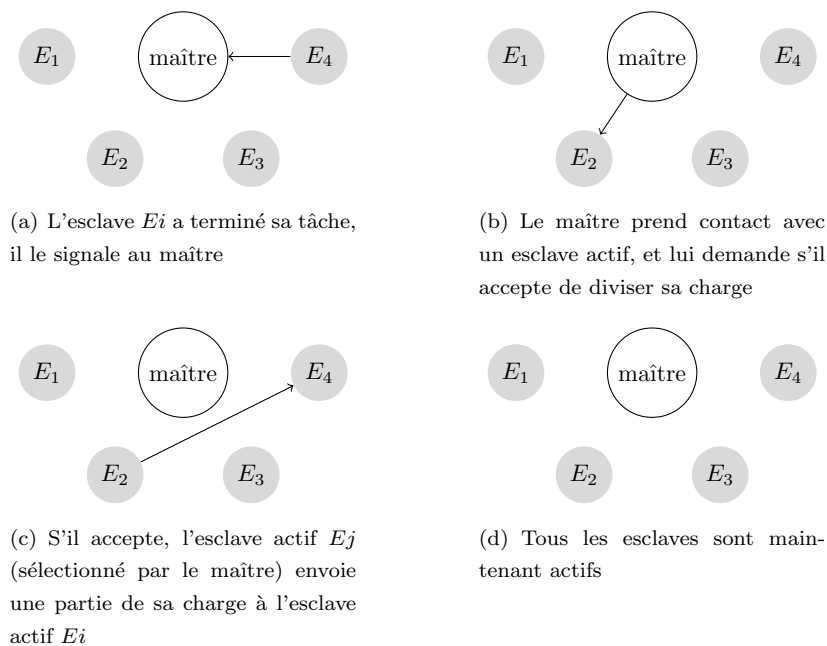 E1 maître E4
E2 E3
(a) L'esclave Ei a terminé sa tâche,
il le signale au maître
E1 maître E4
E2 E3
(b) Le maître prend contact avec
un esclave actif, et lui demande s'il
accepte de diviser sa charge
E1 maître E4
E2 E3
(c) S'il accepte, l'esclave actif Ej
(sélectionné par le maître) envoie
une partie de sa charge à l'esclave
actif Ei
E1 maître E4
E2 E3
(d) Tous les esclaves sont main-
tenant actifs